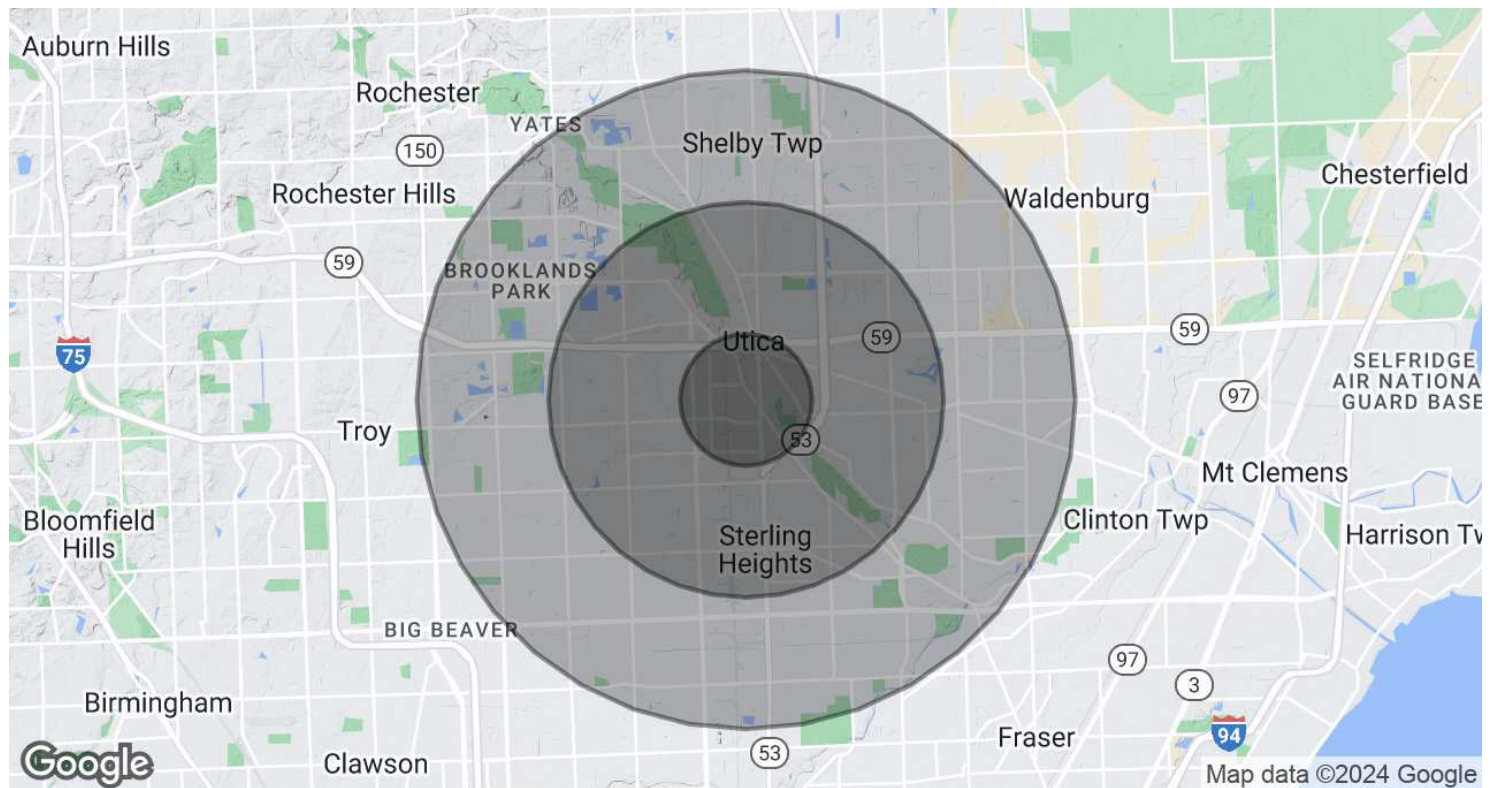 Auburn Hills
Rochester
YATES
150
Shelby Twp
Rochester Hills
Chesterfield
Waldenburg
59
BROOKLANDS
PARK
Utica
59
59
75
SELFRIDGE
AIR NATIONA
GUARD BASE
97
Troy
53
Mt Clemens
Bloomfield
Hills
Clinton Twp
Sterling
Heights
Harrison Tw
BIG BEAVER
97
3
Birmingham
94
Fraser
53
Clawson
Google
Map data ©2024 Google